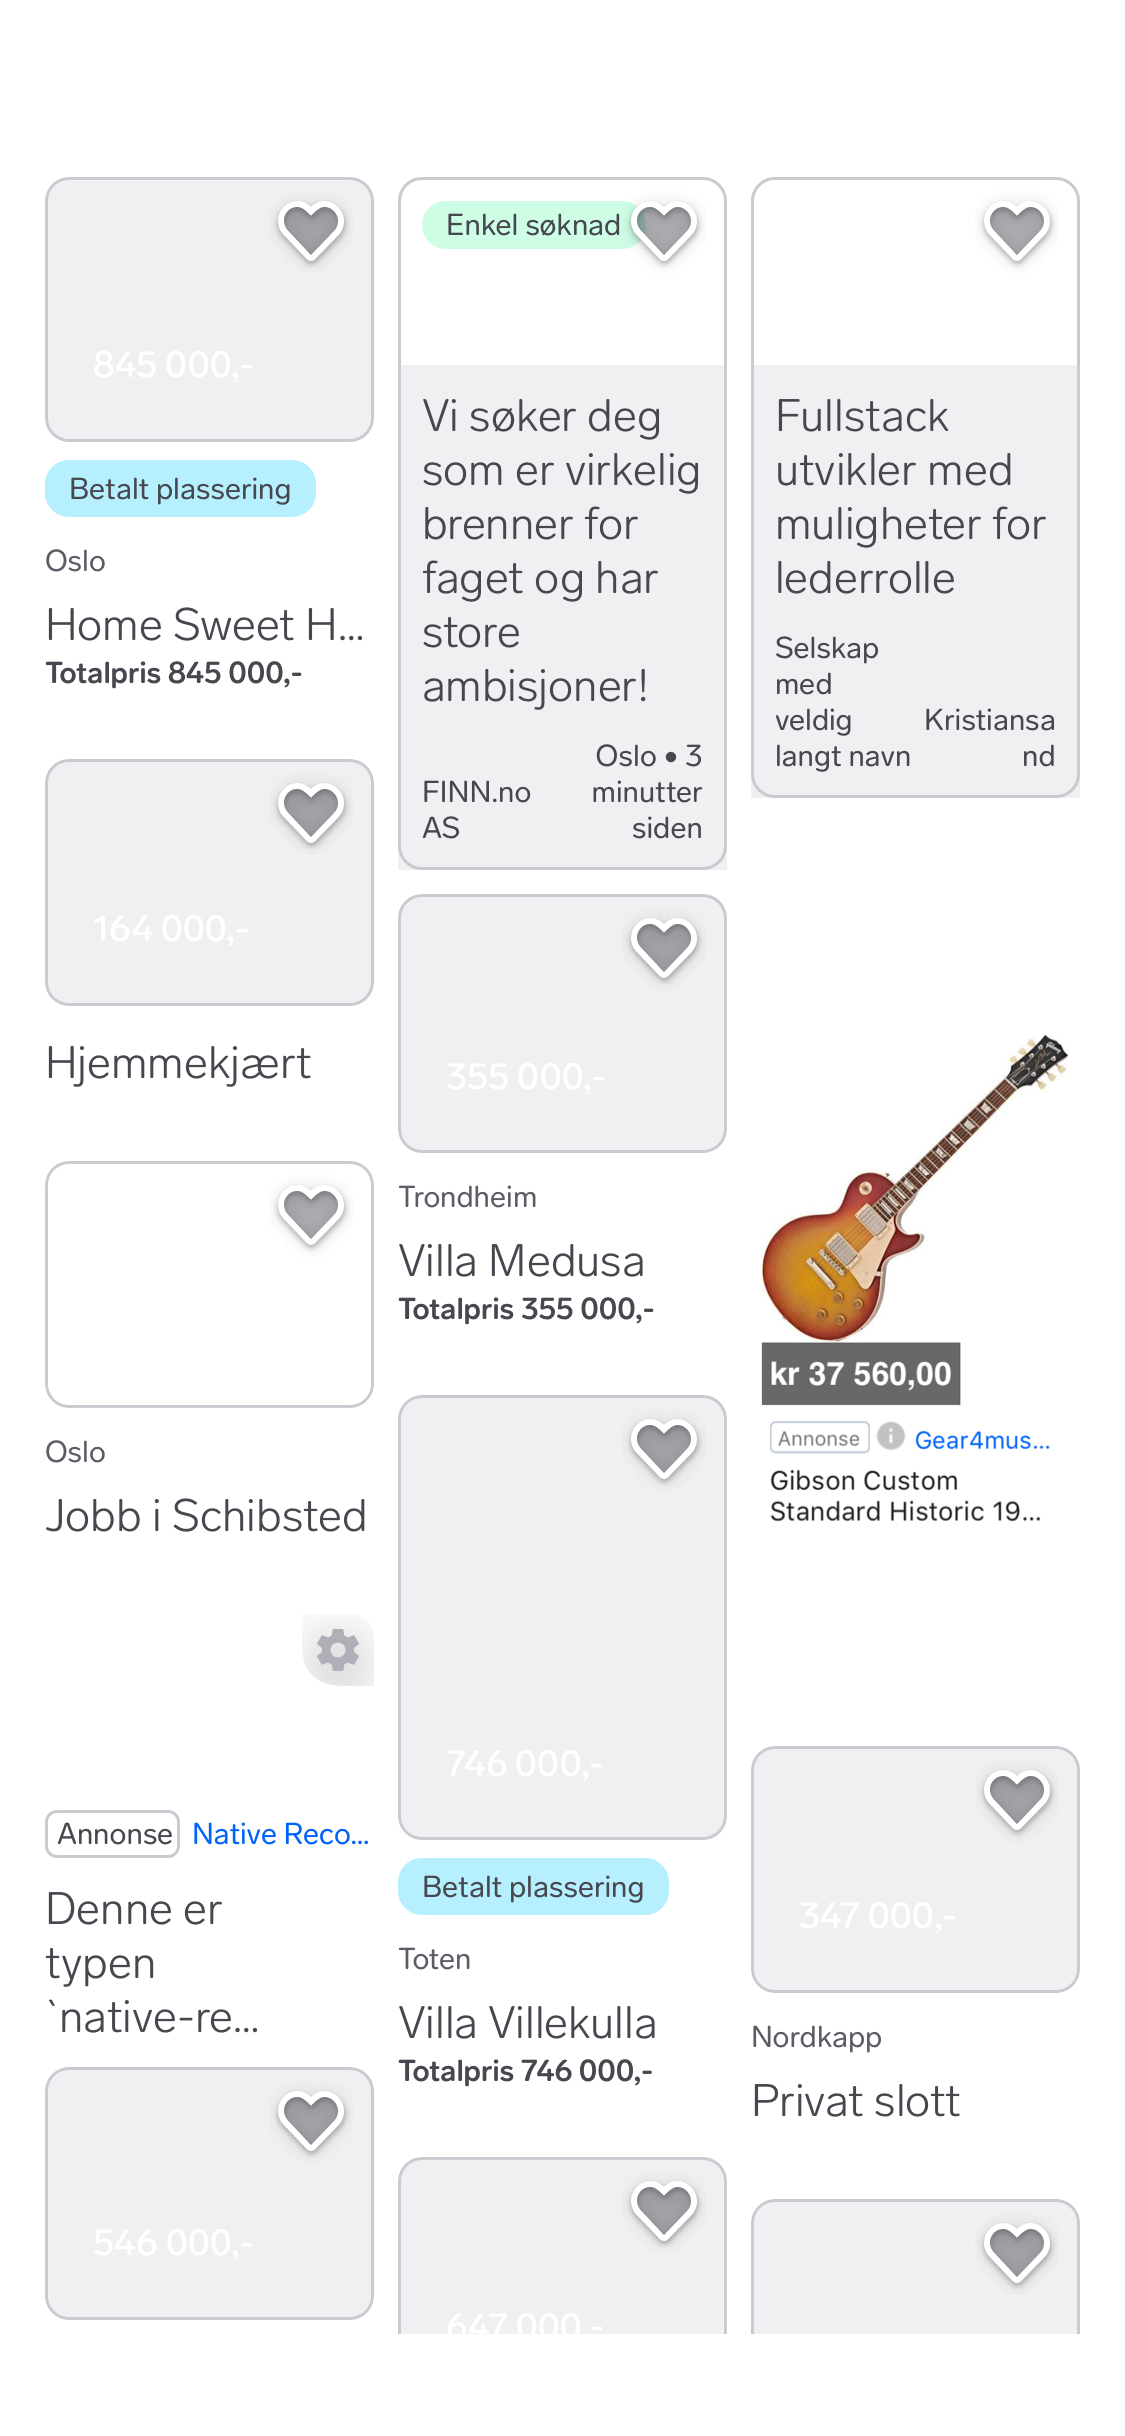 845 000,-
Betalt plassering
Oslo
Home Sweet H...
Totalpris 845 000,-
164 000,-
Hjemmekjært
Oslo
Jobb i Schibsted
Annonse Native Reco...
Denne er
typen
`native-re...
546 000,-
Enkel søknad
Vi søker deg
som er virkelig
brenner for
faget og har
store
ambisjoner!
FINN.no
AS
Oslo • 3
minutter
siden
355 000,-
Trondheim
Villa Medusa
Totalpris 355 000,-
746 000,-
Betalt plassering
Toten
Villa Villekulla
Totalpris 746 000,-
647 000,-
Fullstack
utvikler med
muligheter for
lederrolle
Selskap
med
veldig
langt navn
Kristiansa
nd
kr 37 560,00
Annonse Gear4mus...
Gibson Custom
Standard Historic 19...
347 000,-
Nordkapp
Privat slott